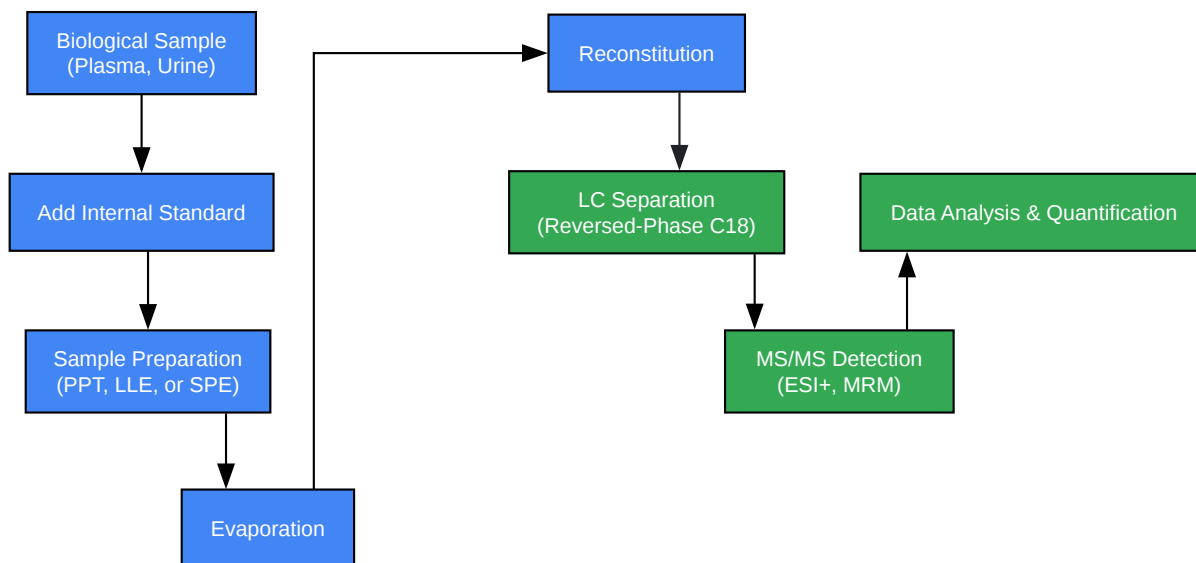 Biological Sample
(Plasma, Urine)
Add Internal Standard
Sample Preparation
(PPT, LLE, or SPE)
Evaporation
Reconstitution
LC Separation
(Reversed-Phase C18)
MS/MS Detection
(ESI+, MRM)
Data Analysis & Quantification